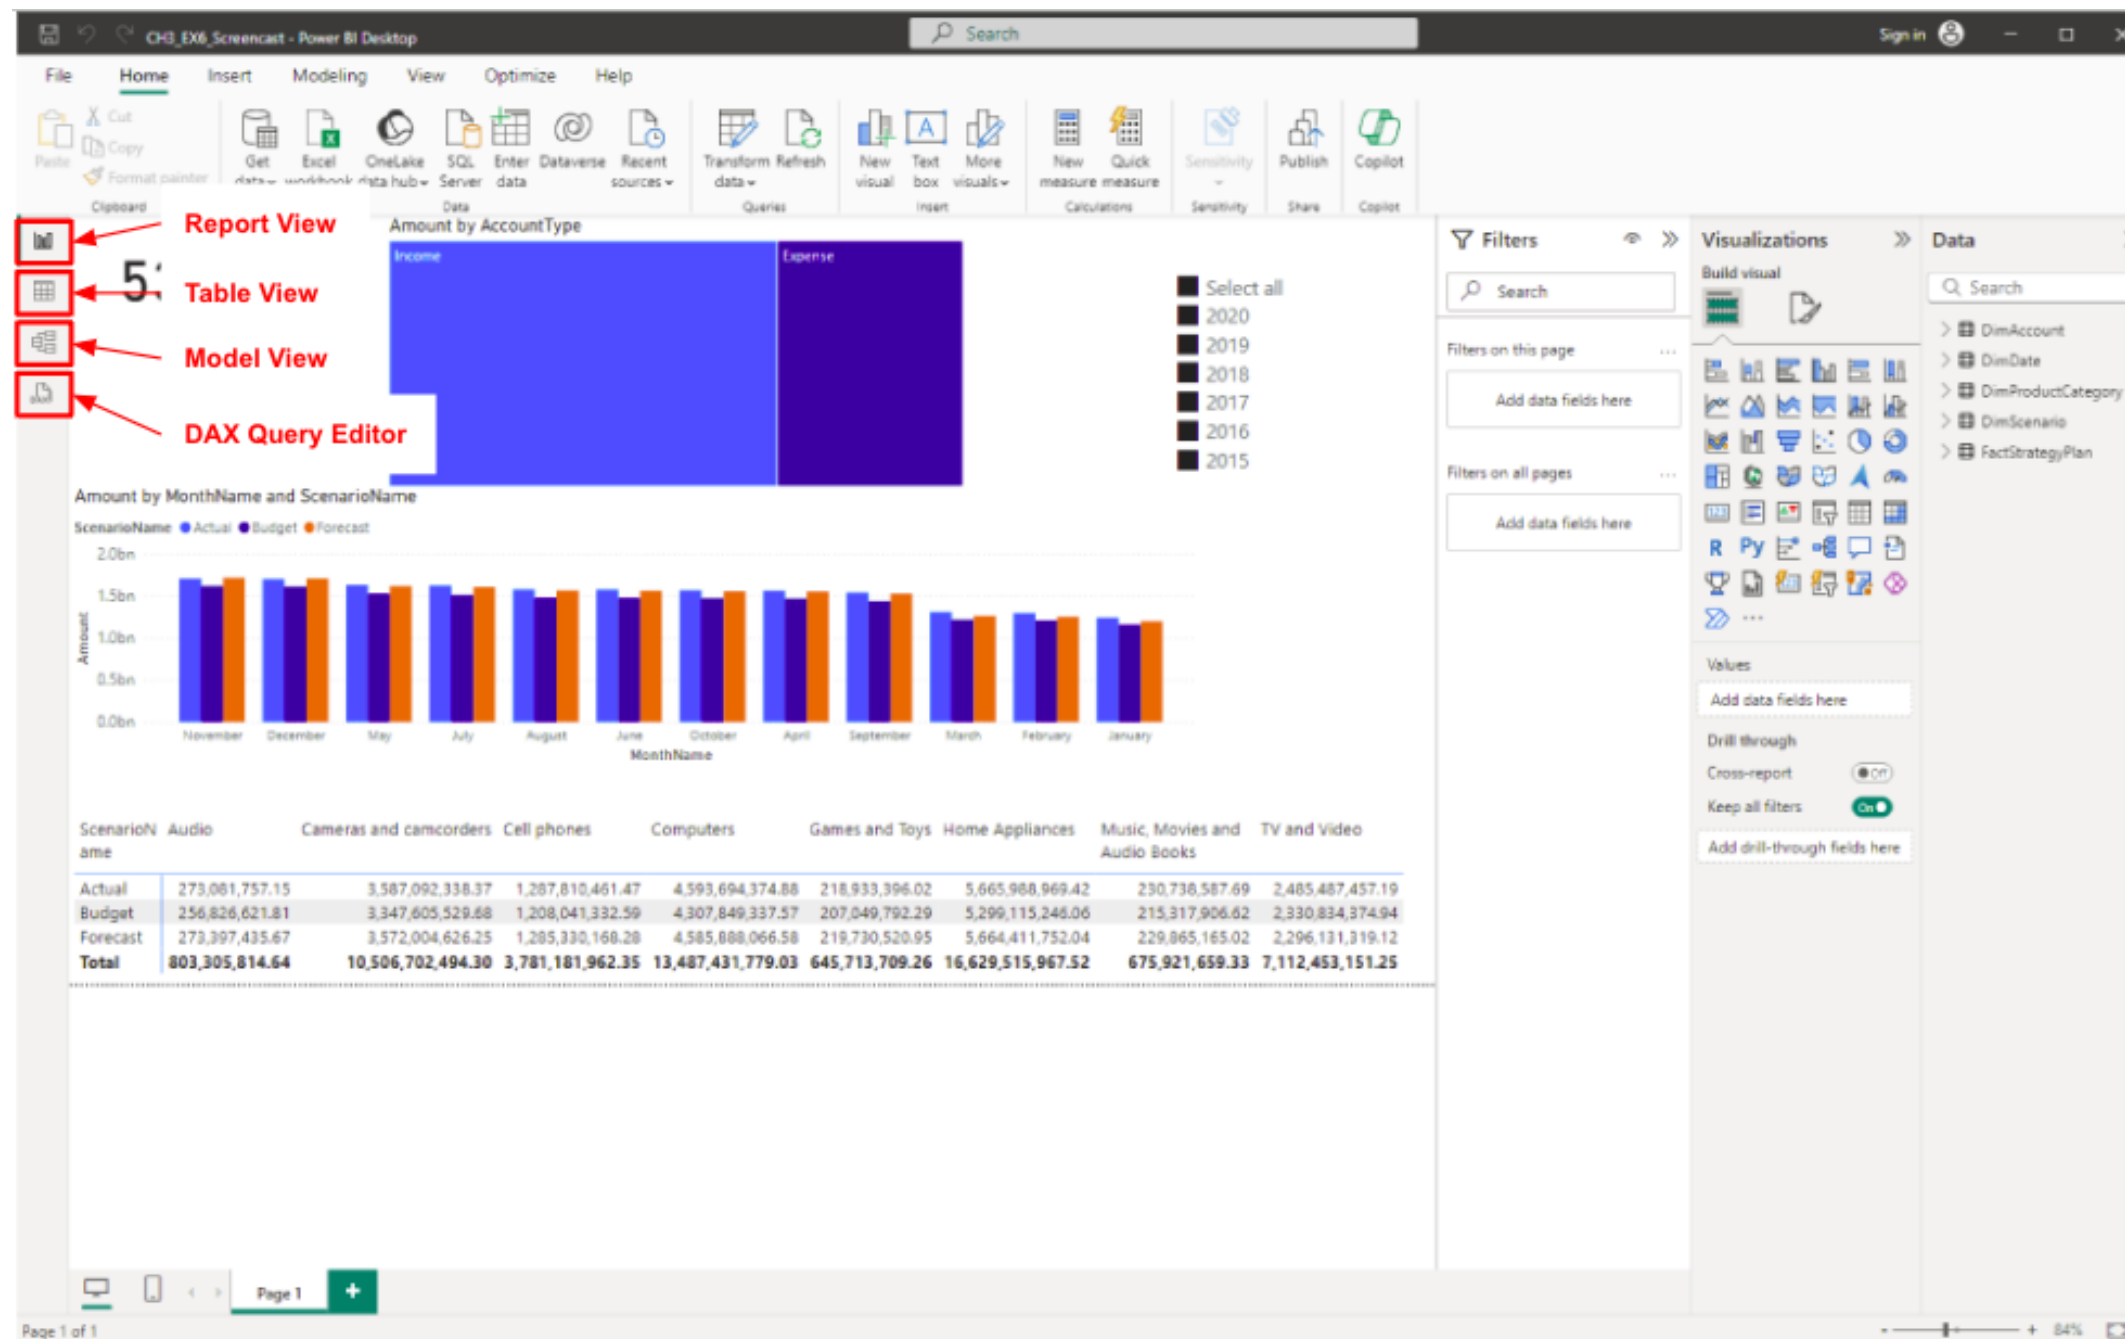 CH3_EX6_Screencast - Power BI Desktop
Search
Sign in
File Home Insert Modeling View Optimize Help
Paste
Cut
Copy
Format painter
Clipboard
Get data
Excel workbook
OneLake data hub
SQL Server
Enter data
Dataverse
Recent sources
Data
Transform data
Refresh
Queries
New visual
Text box
More visuals
Insert
New measure
Quick measure
Calculations
Sensitivity
Sensitivity
Publish
Share
Copilot
Copilot
Report View
Table View
Model View
DAX Query Editor
Amount by AccountType
Income
Expense
Select all
2020
2019
2018
2017
2016
2015
Amount by MonthName and ScenarioName
ScenarioName Actual Budget Forecast
Amount
2.0bn
1.5bn
1.0bn
0.5bn
0.0bn
November December May July August June October April September March February January
MonthName
ScenarioN Audio Cameras and camcorders Cell phones Computers Games and Toys Home Appliances Music, Movies and TV and Video
ame Audio Books
Actual 273,081,757.15 3,587,092,338.37 1,287,810,461.47 4,593,694,374.88 218,933,396.02 5,665,988,969.42 230,738,587.69 2,485,487,457.19
Budget 256,826,621.81 3,347,605,529.68 1,208,041,332.59 4,307,849,337.57 207,049,792.29 5,299,115,246.06 215,317,906.62 2,330,834,374.94
Forecast 273,397,435.67 3,572,004,626.25 1,285,330,168.28 4,585,888,066.58 219,730,520.95 5,664,411,752.04 229,865,165.02 2,296,131,319.12
Total 803,305,814.64 10,506,702,494.30 3,781,181,962.35 13,487,431,779.03 645,713,709.26 16,629,515,967.52 675,921,659.33 7,112,453,151.25
Filters
Search
Filters on this page
Add data fields here
Filters on all pages
Add data fields here
Visualizations
Build visual
123
R Py
Values
Add data fields here
Drill through
Cross-report Off
Keep all filters On
Add drill-through fields here
Data
Search
DimAccount
DimDate
DimProductCategory
DimScenario
FactStrategyPlan
Page 1
Page 1 of 1
84%